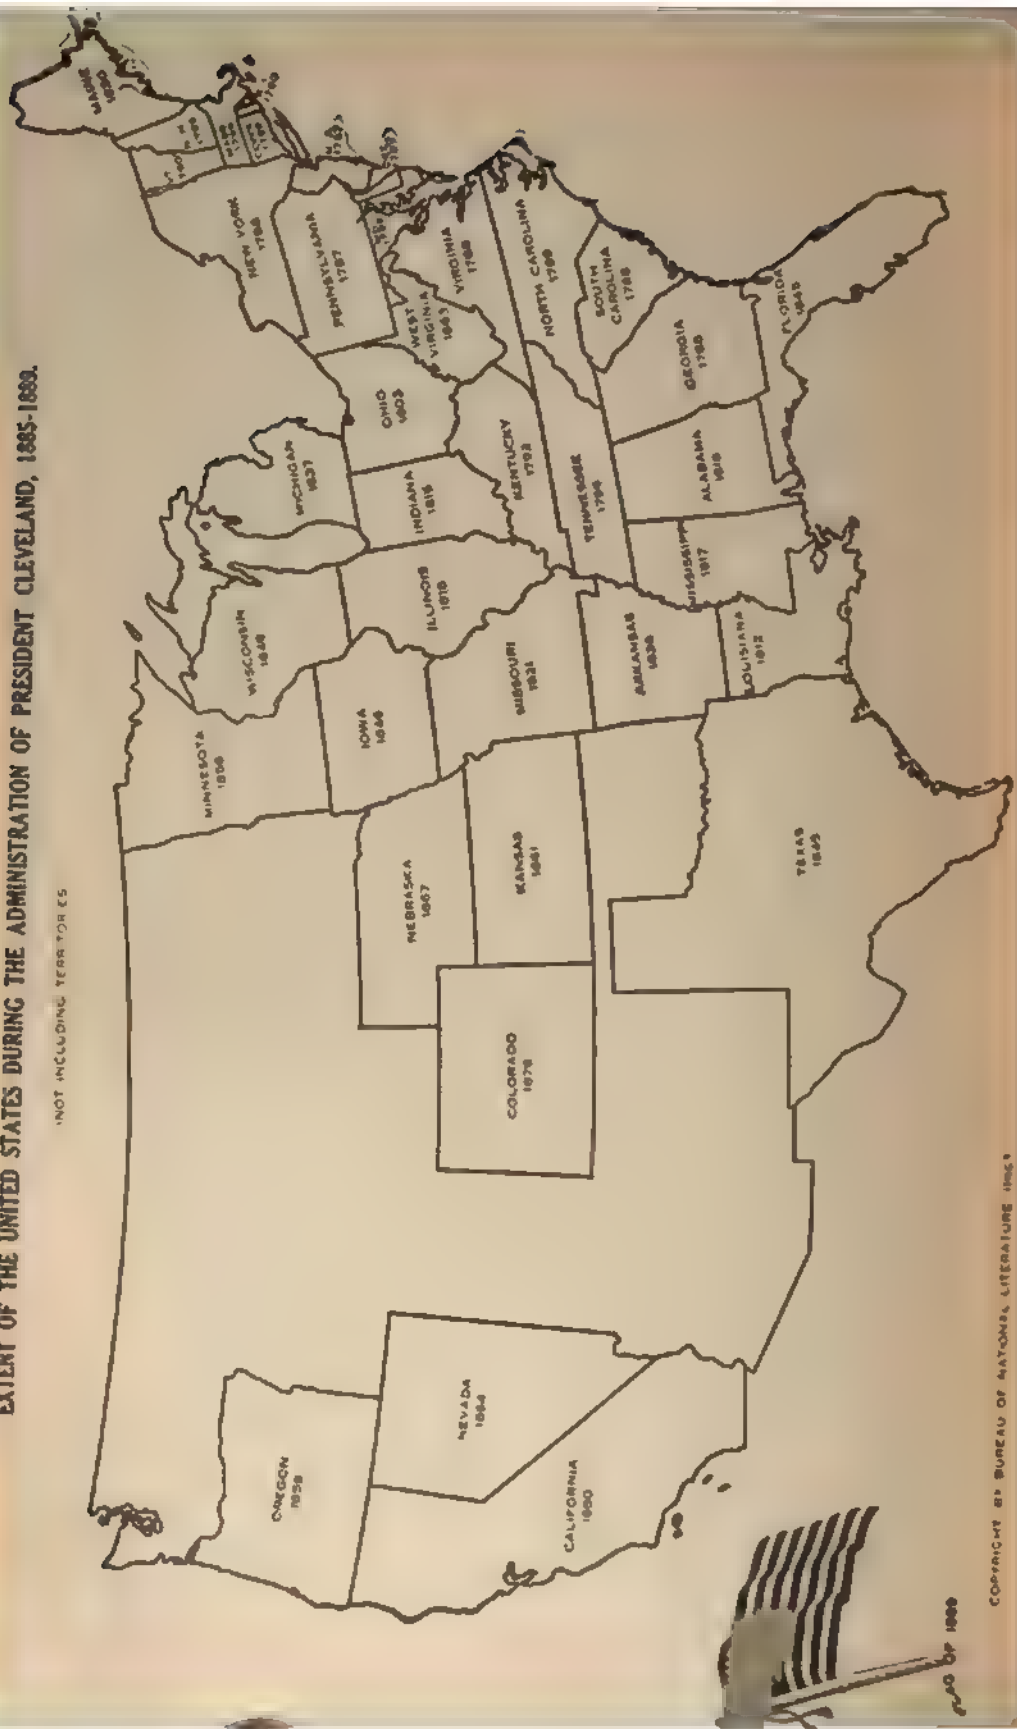 EXTENT OF THE UNITED STATES DURING THE ADMINISTRATION OF PRESIDENT CLEVELAND, 1885-1889.
NOT INCLUDING TERRITORIES
OREGON
1859
NEVADA
1864
CALIFORNIA
1850
COLORADO
1876
NEBRASKA
1867
KANSAS
1861
TEXAS
1845
MINNESOTA
1858
IOWA
1846
MISSOURI
1821
ARKANSAS
1836
LOUISIANA
1812
WISCONSIN
1848
ILLINOIS
1818
MICHIGAN
1837
INDIANA
1816
OHIO
1803
KENTUCKY
1792
TENNESSEE
1796
MISSISSIPPI
1817
ALABAMA
1819
GEORGIA
1788
FLORIDA
1845
SOUTH
CAROLINA
1788
NORTH CAROLINA
1789
VIRGINIA
1788
WEST
VIRGINIA
1863
PENNSYLVANIA
1787
NEW YORK
1788
MAINE
1820
OF 1889
COPYRIGHT BY BUREAU OF NATIONAL LITERATURE